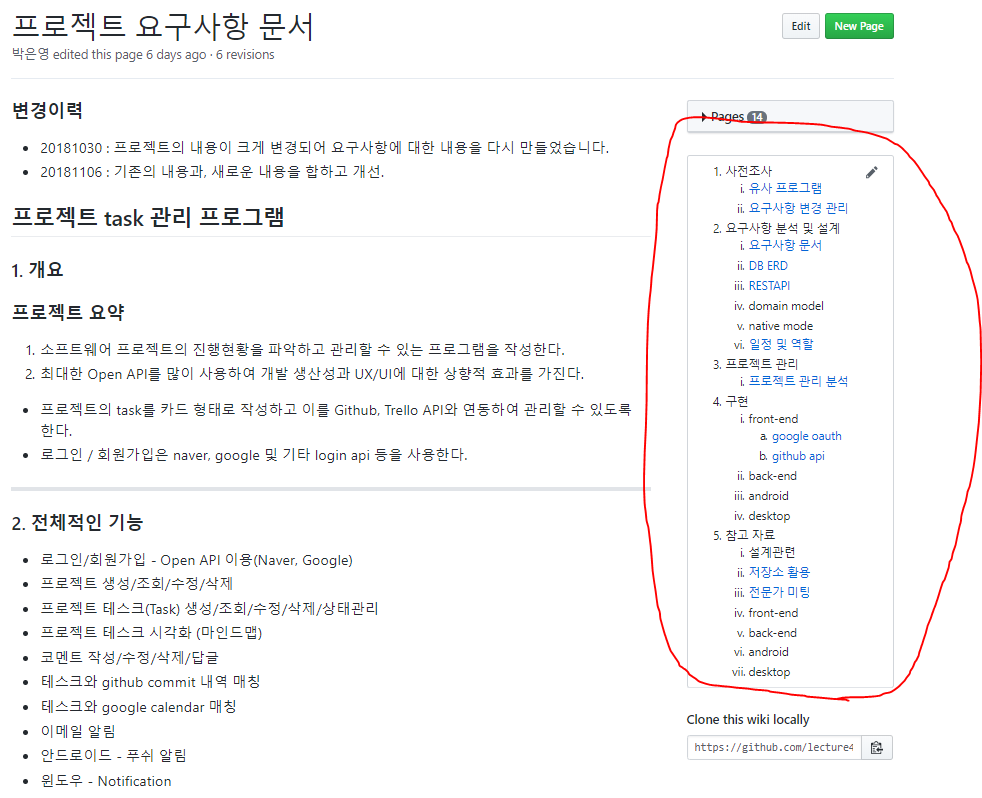 프로젝트 요구사항 문서
박은영 edited this page 6 days ago · 6 revisions
Edit
New Page
변경이력
20181030 : 프로젝트의 내용이 크게 변경되어 요구사항에 대한 내용을 다시 만들었습니다.
20181106 : 기존의 내용과, 새로운 내용을 합하고 개선.
프로젝트 task 관리 프로그램
1. 개요
프로젝트 요약
1. 소프트웨어 프로젝트의 진행현황을 파악하고 관리할 수 있는 프로그램을 작성한다.
2. 최대한 Open API를 많이 사용하여 개발 생산성과 UX/UI에 대한 상향적 효과를 가진다.
프로젝트의 task를 카드 형태로 작성하고 이를 Github, Trello API와 연동하여 관리할 수 있도록
한다.
로그인 / 회원가입은 naver, google 및 기타 login api 등을 사용한다.
2. 전체적인 기능
로그인/회원가입 - Open API 이용(Naver, Google)
프로젝트 생성/조회/수정/삭제
프로젝트 테스크(Task) 생성/조회/수정/삭제/상태관리
프로젝트 테스크 시각화 (마인드맵)
코멘트 작성/수정/삭제/답글
테스크와 github commit 내역 매칭
테스크와 google calendar 매칭
이메일 알림
안드로이드 - 푸쉬 알림
윈도우 - Notification
Pages 14
1. 사전조사
i. 유사 프로그램
ii. 요구사항 변경 관리
2. 요구사항 분석 및 설계
i. 요구사항 문서
ii. DB ERD
iii. RESTAPI
iv. domain model
v. native mode
vi. 일정 및 역할
3. 프로젝트 관리
i. 프로젝트 관리 분석
4. 구현
i. front-end
a. google oauth
b. github api
ii. back-end
iii. android
iv. desktop
5. 참고 자료
i. 설계관련
ii. 저장소 활용
iii. 전문가 미팅
iv. front-end
v. back-end
vi. android
vii. desktop
Clone this wiki locally
https://github.com/lecture4